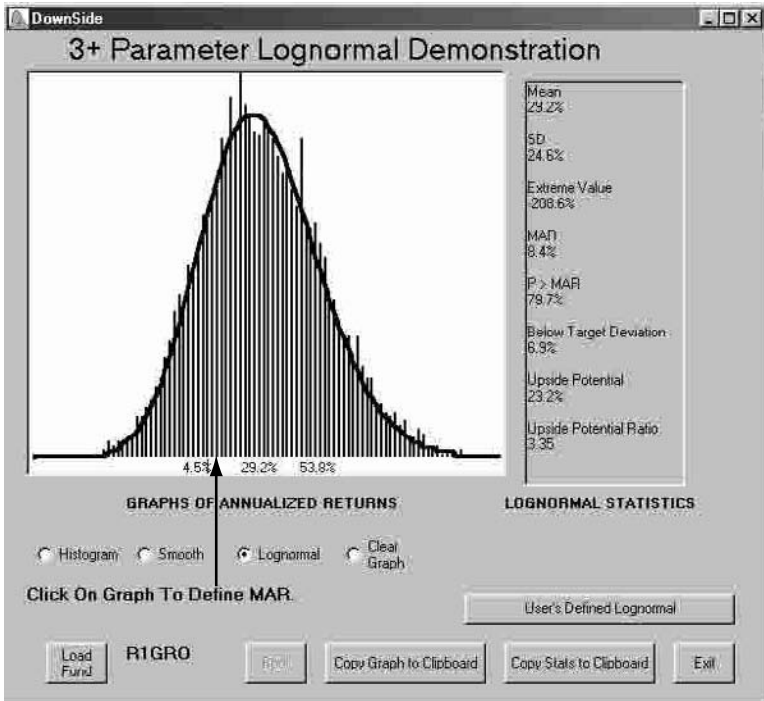 DownSide
3+ Parameter Lognormal Demonstration
Mean
29.2%
SD
24.6%
Extreme Value
-208.6%
MAR
8.4%
P > MAR
79.7%
Below Target Deviation
6.9%
Upside Potential
23.2%
Upside Potential Ratio
3.35
4.5% 29.2% 53.8%
GRAPHS OF ANNUALIZED RETURNS
LOGNORMAL STATISTICS
Histogram Smooth Lognormal Clear
Graph
Click On Graph To Define MAR.
User's Defined Lognormal
Load
Fund
R1GRO
Copy Graph to Clipboard
Copy Stats to Clipboard
Exit